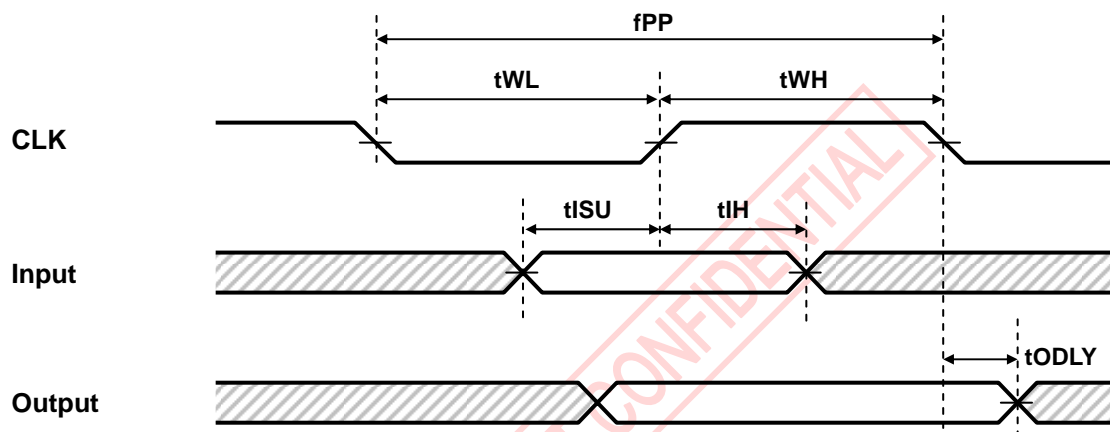 fPP
tWL
tWH
CLK
tISU
tIH
Input
tODLY
Output
CONFIDENTIAL